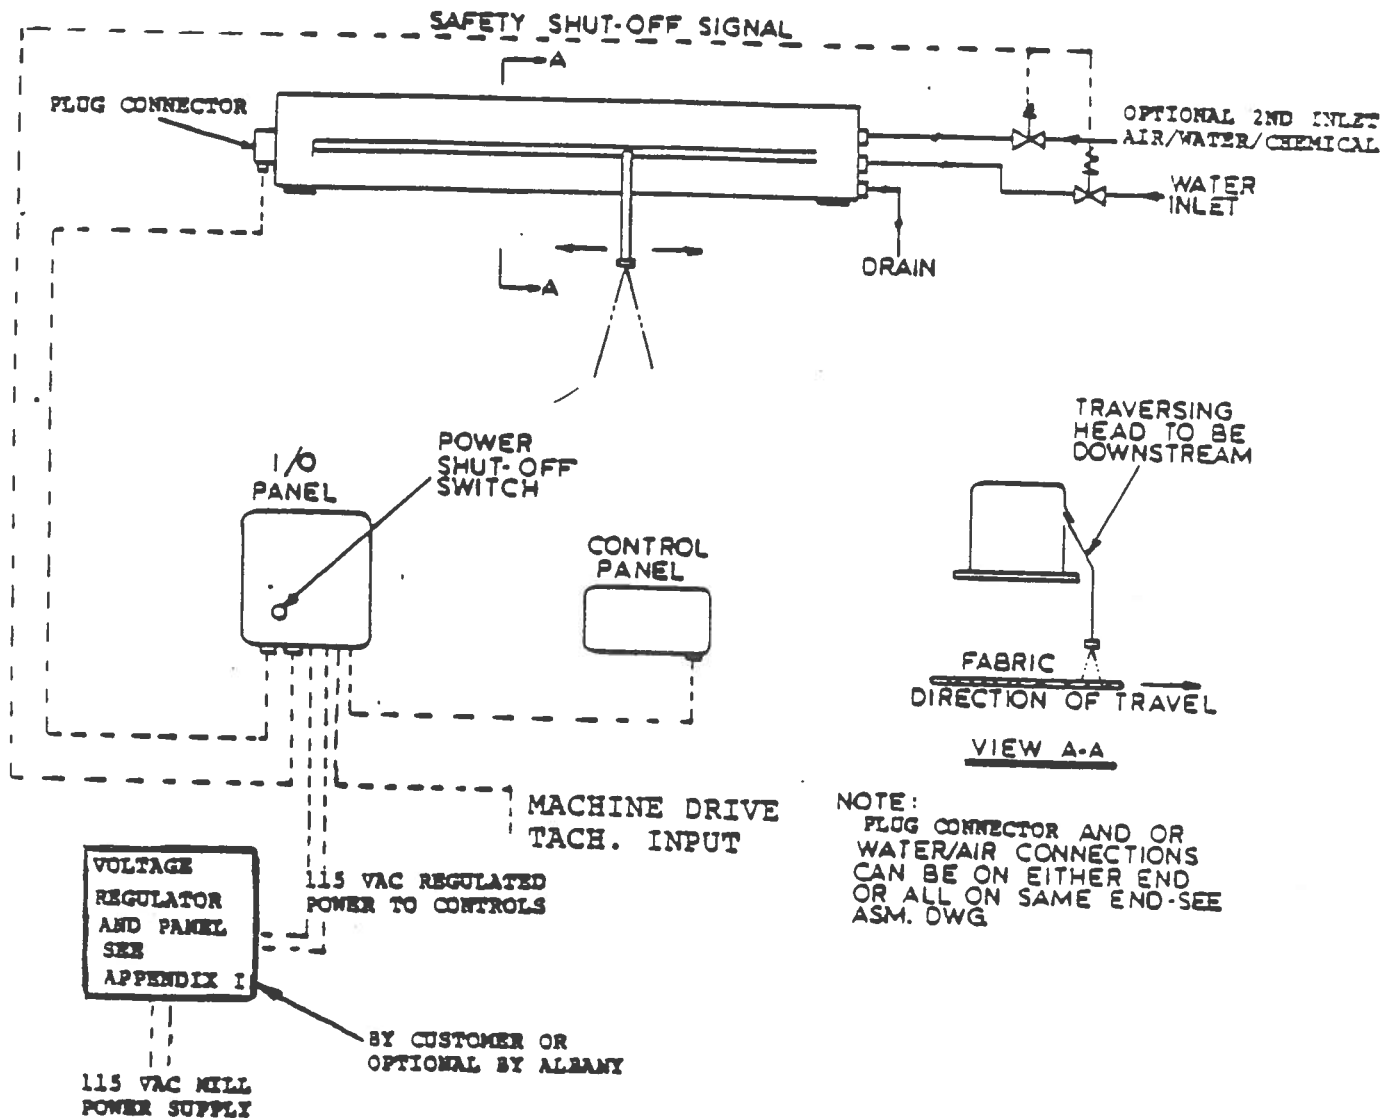 SAFETY SHUT-OFF SIGNAL
A
PLUG CONNECTOR
OPTIONAL 2ND INLET
AIR/WATER/CHEMICAL
WATER
INLET
DRAIN
A
POWER
SHUT-OFF
SWITCH
I/O
PANEL
CONTROL
PANEL
TRAVERSING
HEAD TO BE
DOWNSTREAM
FABRIC
DIRECTION OF TRAVEL
VIEW A-A
MACHINE DRIVE
TACH. INPUT
NOTE:
PLUG CONNECTOR AND OR
WATER/AIR CONNECTIONS
CAN BE ON EITHER END
OR ALL ON SAME END-SEE
ASM. DWG
VOLTAGE
REGULATOR
AND PANEL
SEE
APPENDIX I
115 VAC REGULATED
POWER TO CONTROLS
BY CUSTOMER OR
OPTIONAL BY ALBANY
115 VAC MILL
POWER SUPPLY